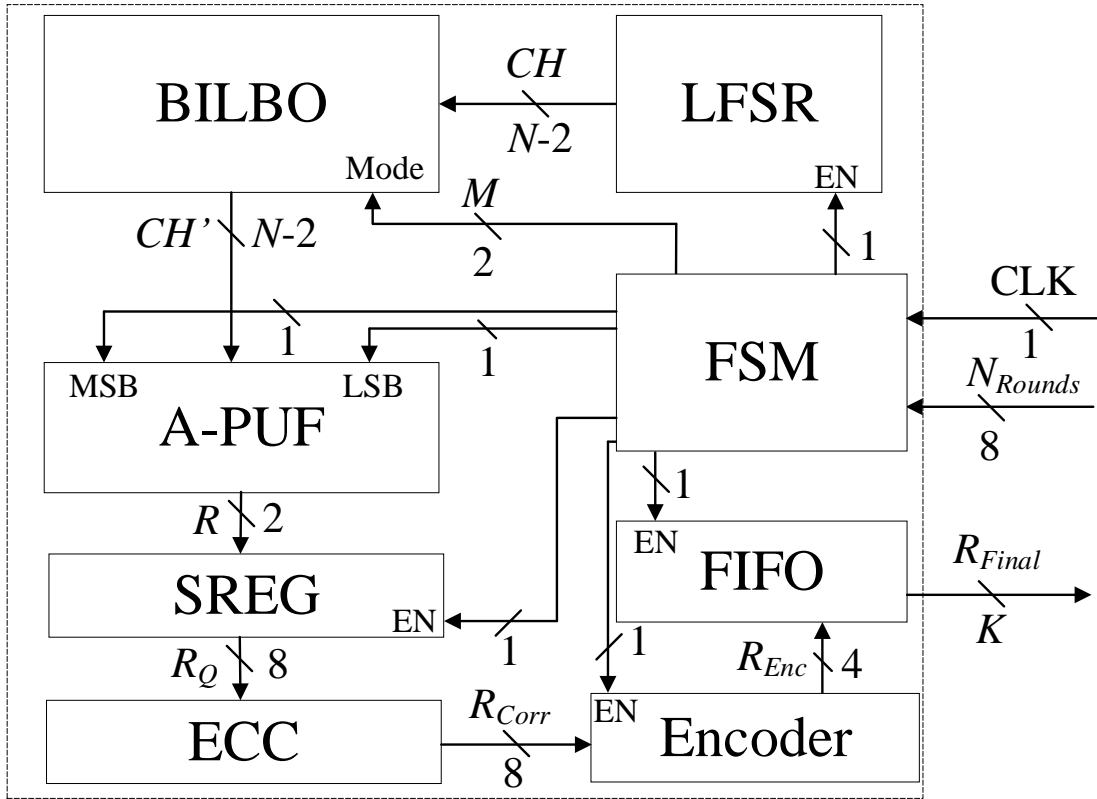 BILBO
CH
LFSR
N-2
Mode
EN
M
CH’
N-2
2
1
CLK
1
1
1
FSM
N_Rounds
MSB
LSB
8
A-PUF
1
R
2
EN
FIFO
R_Final
SREG
EN
K
1
1
R_Q
8
R_Enc
4
R_Corr
EN
ECC
Encoder
8